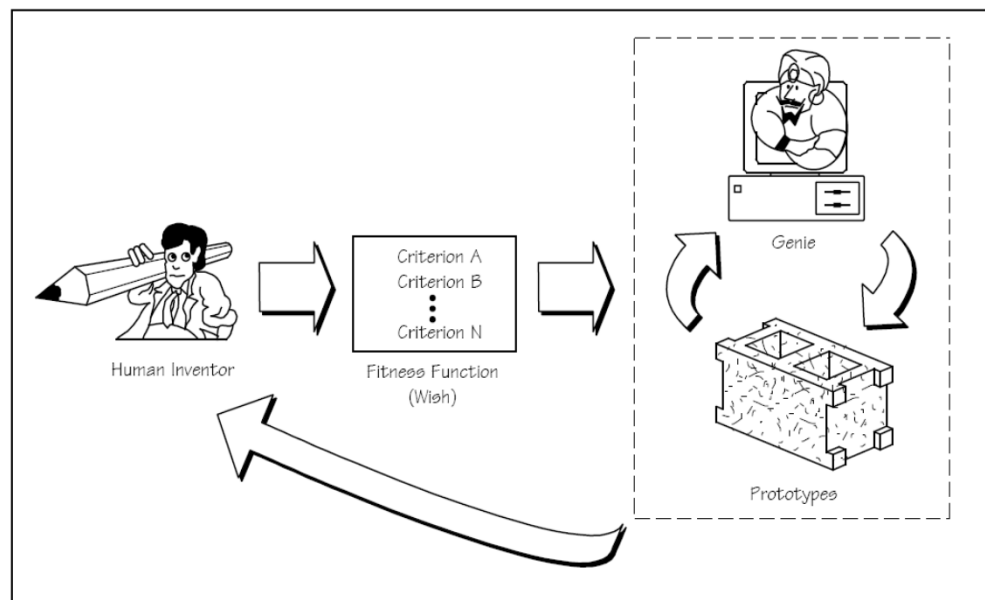 Criterion A
Criterion B
Criterion N
Human Inventor
Fitness Function
(Wish)
Genie
Prototypes